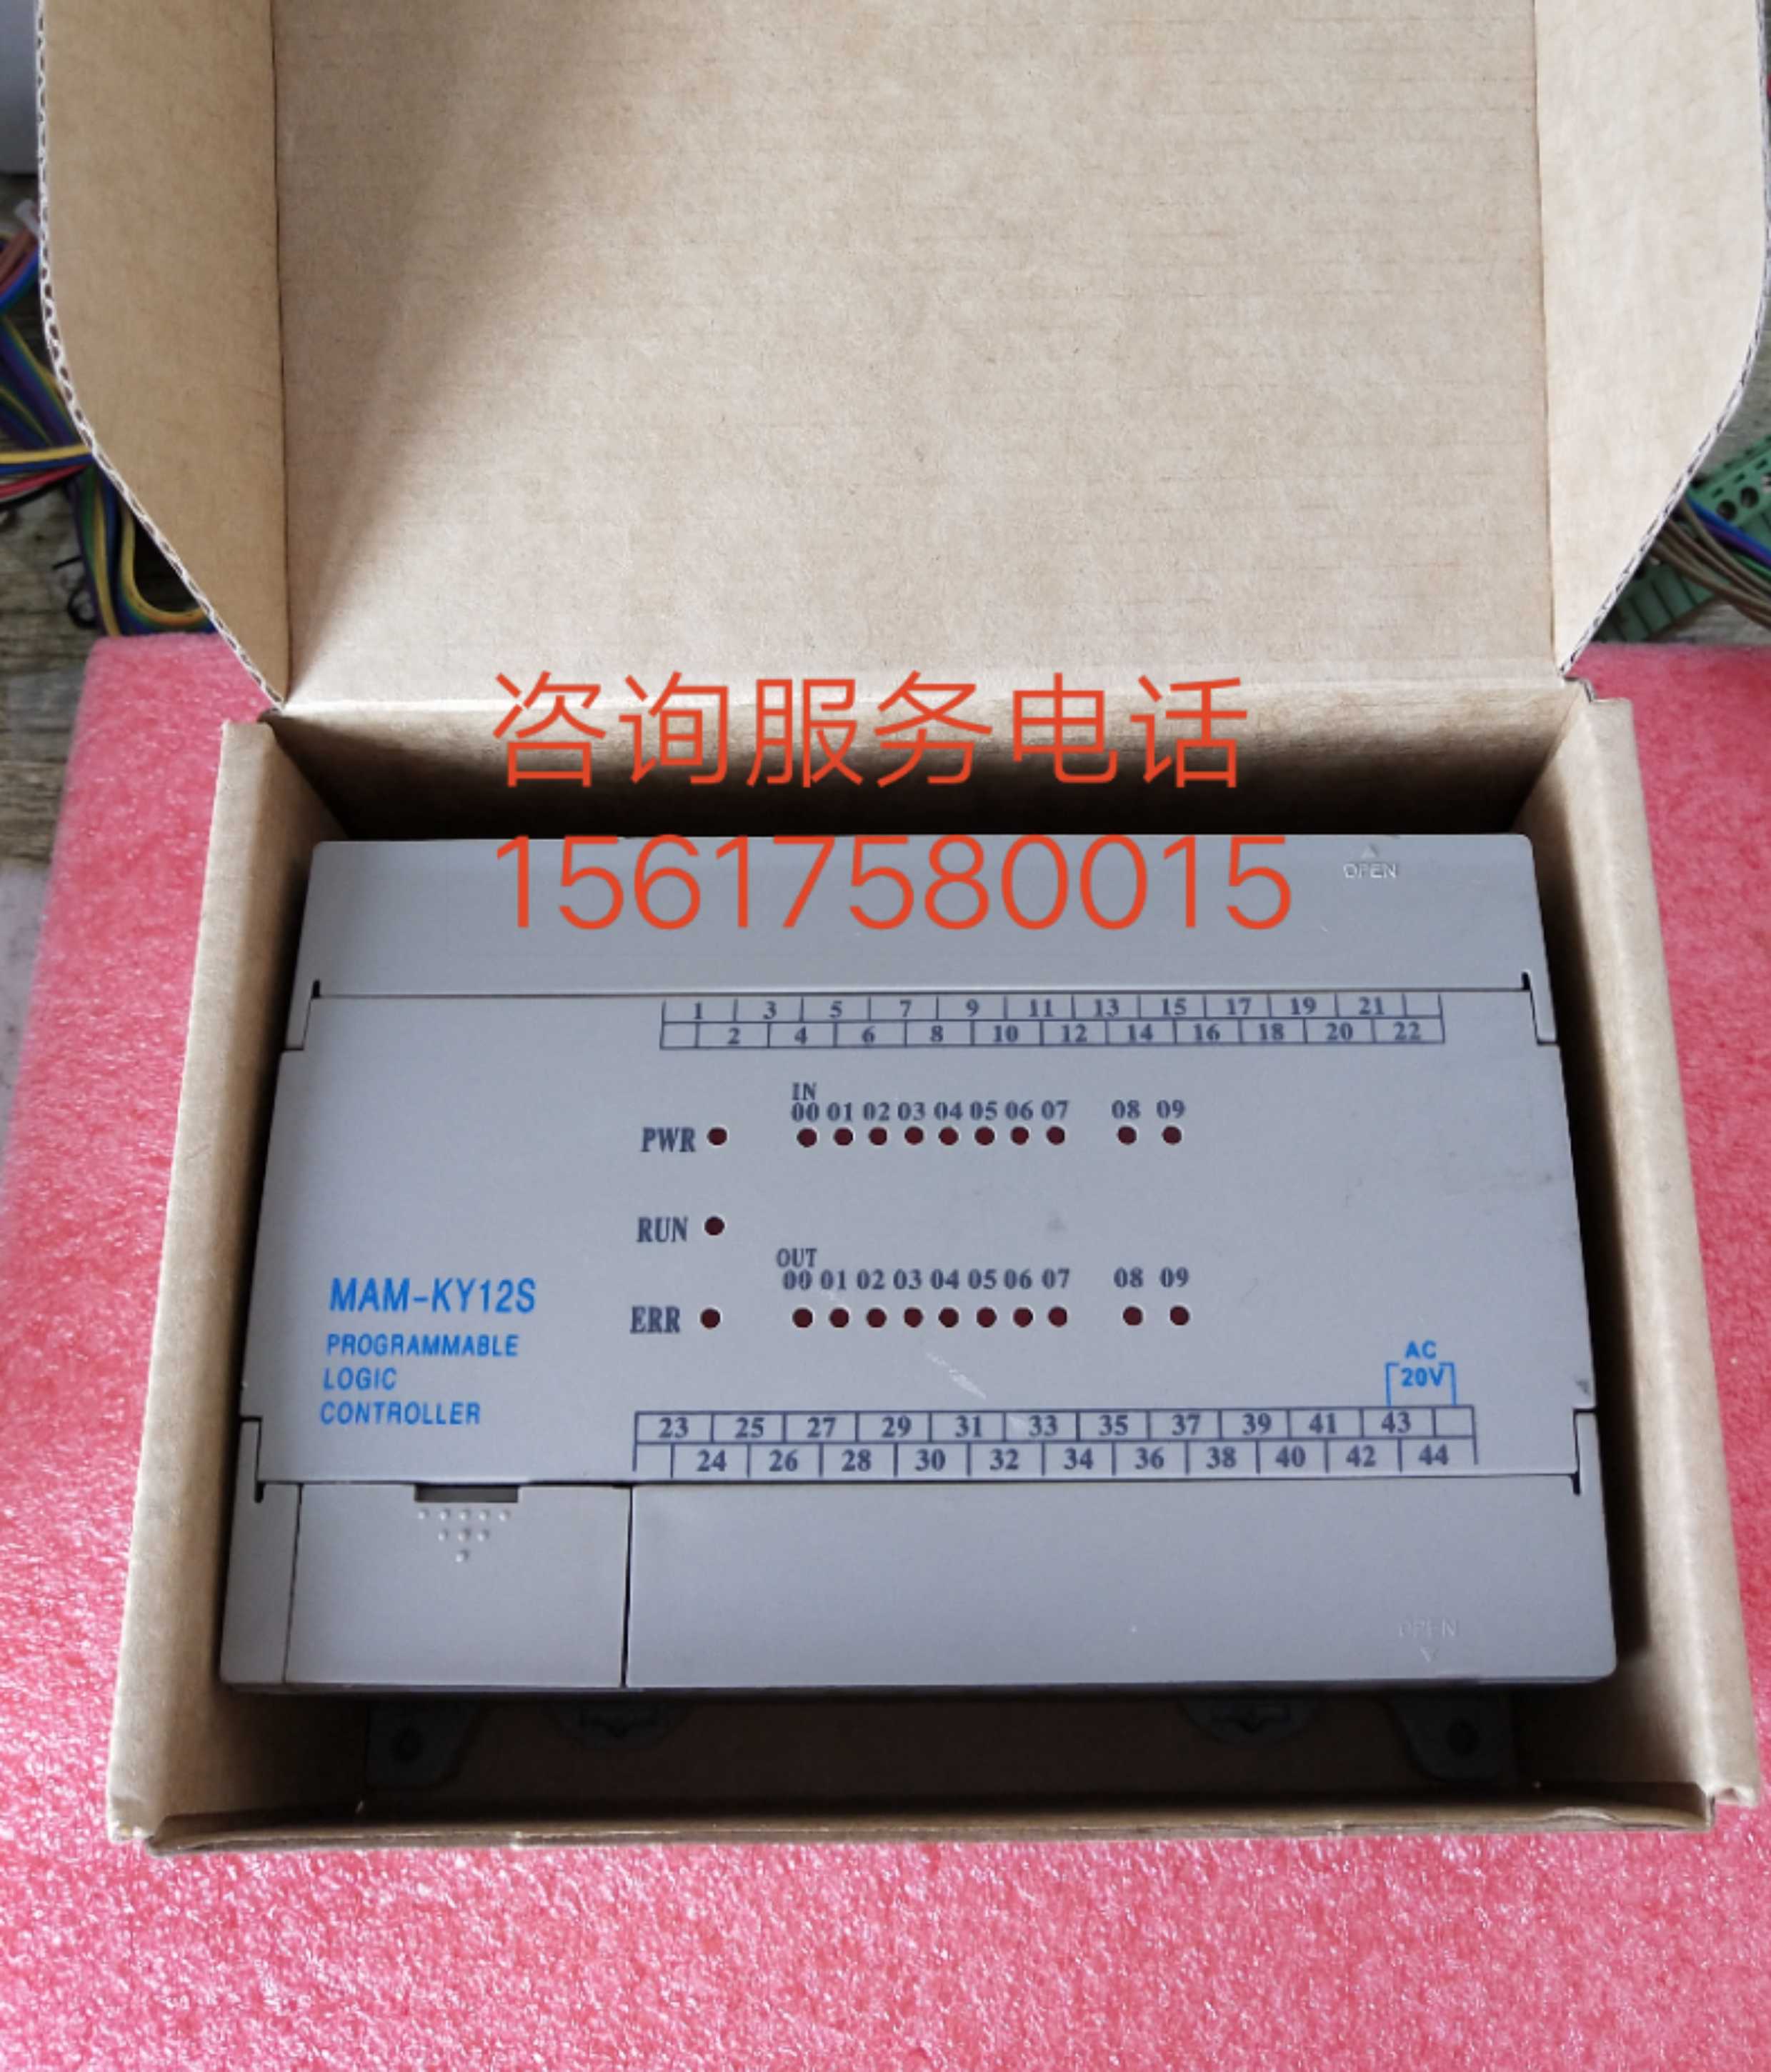 咨询服务电话
15617580015
OPEN
1 3 5 7 9 11 13 15 17 19 21
2 4 6 8 10 12 14 16 18 20 22
IN
00 01 02 03 04 05 06 07 08 09
PWR
RUN
OUT
00 01 02 03 04 05 06 07 08 09
ERR
MAM-KY12S
PROGRAMMABLE
LOGIC
CONTROLLER
AC
20V
23 25 27 29 31 33 35 37 39 41 43
24 26 28 30 32 34 36 38 40 42 44
OPEN